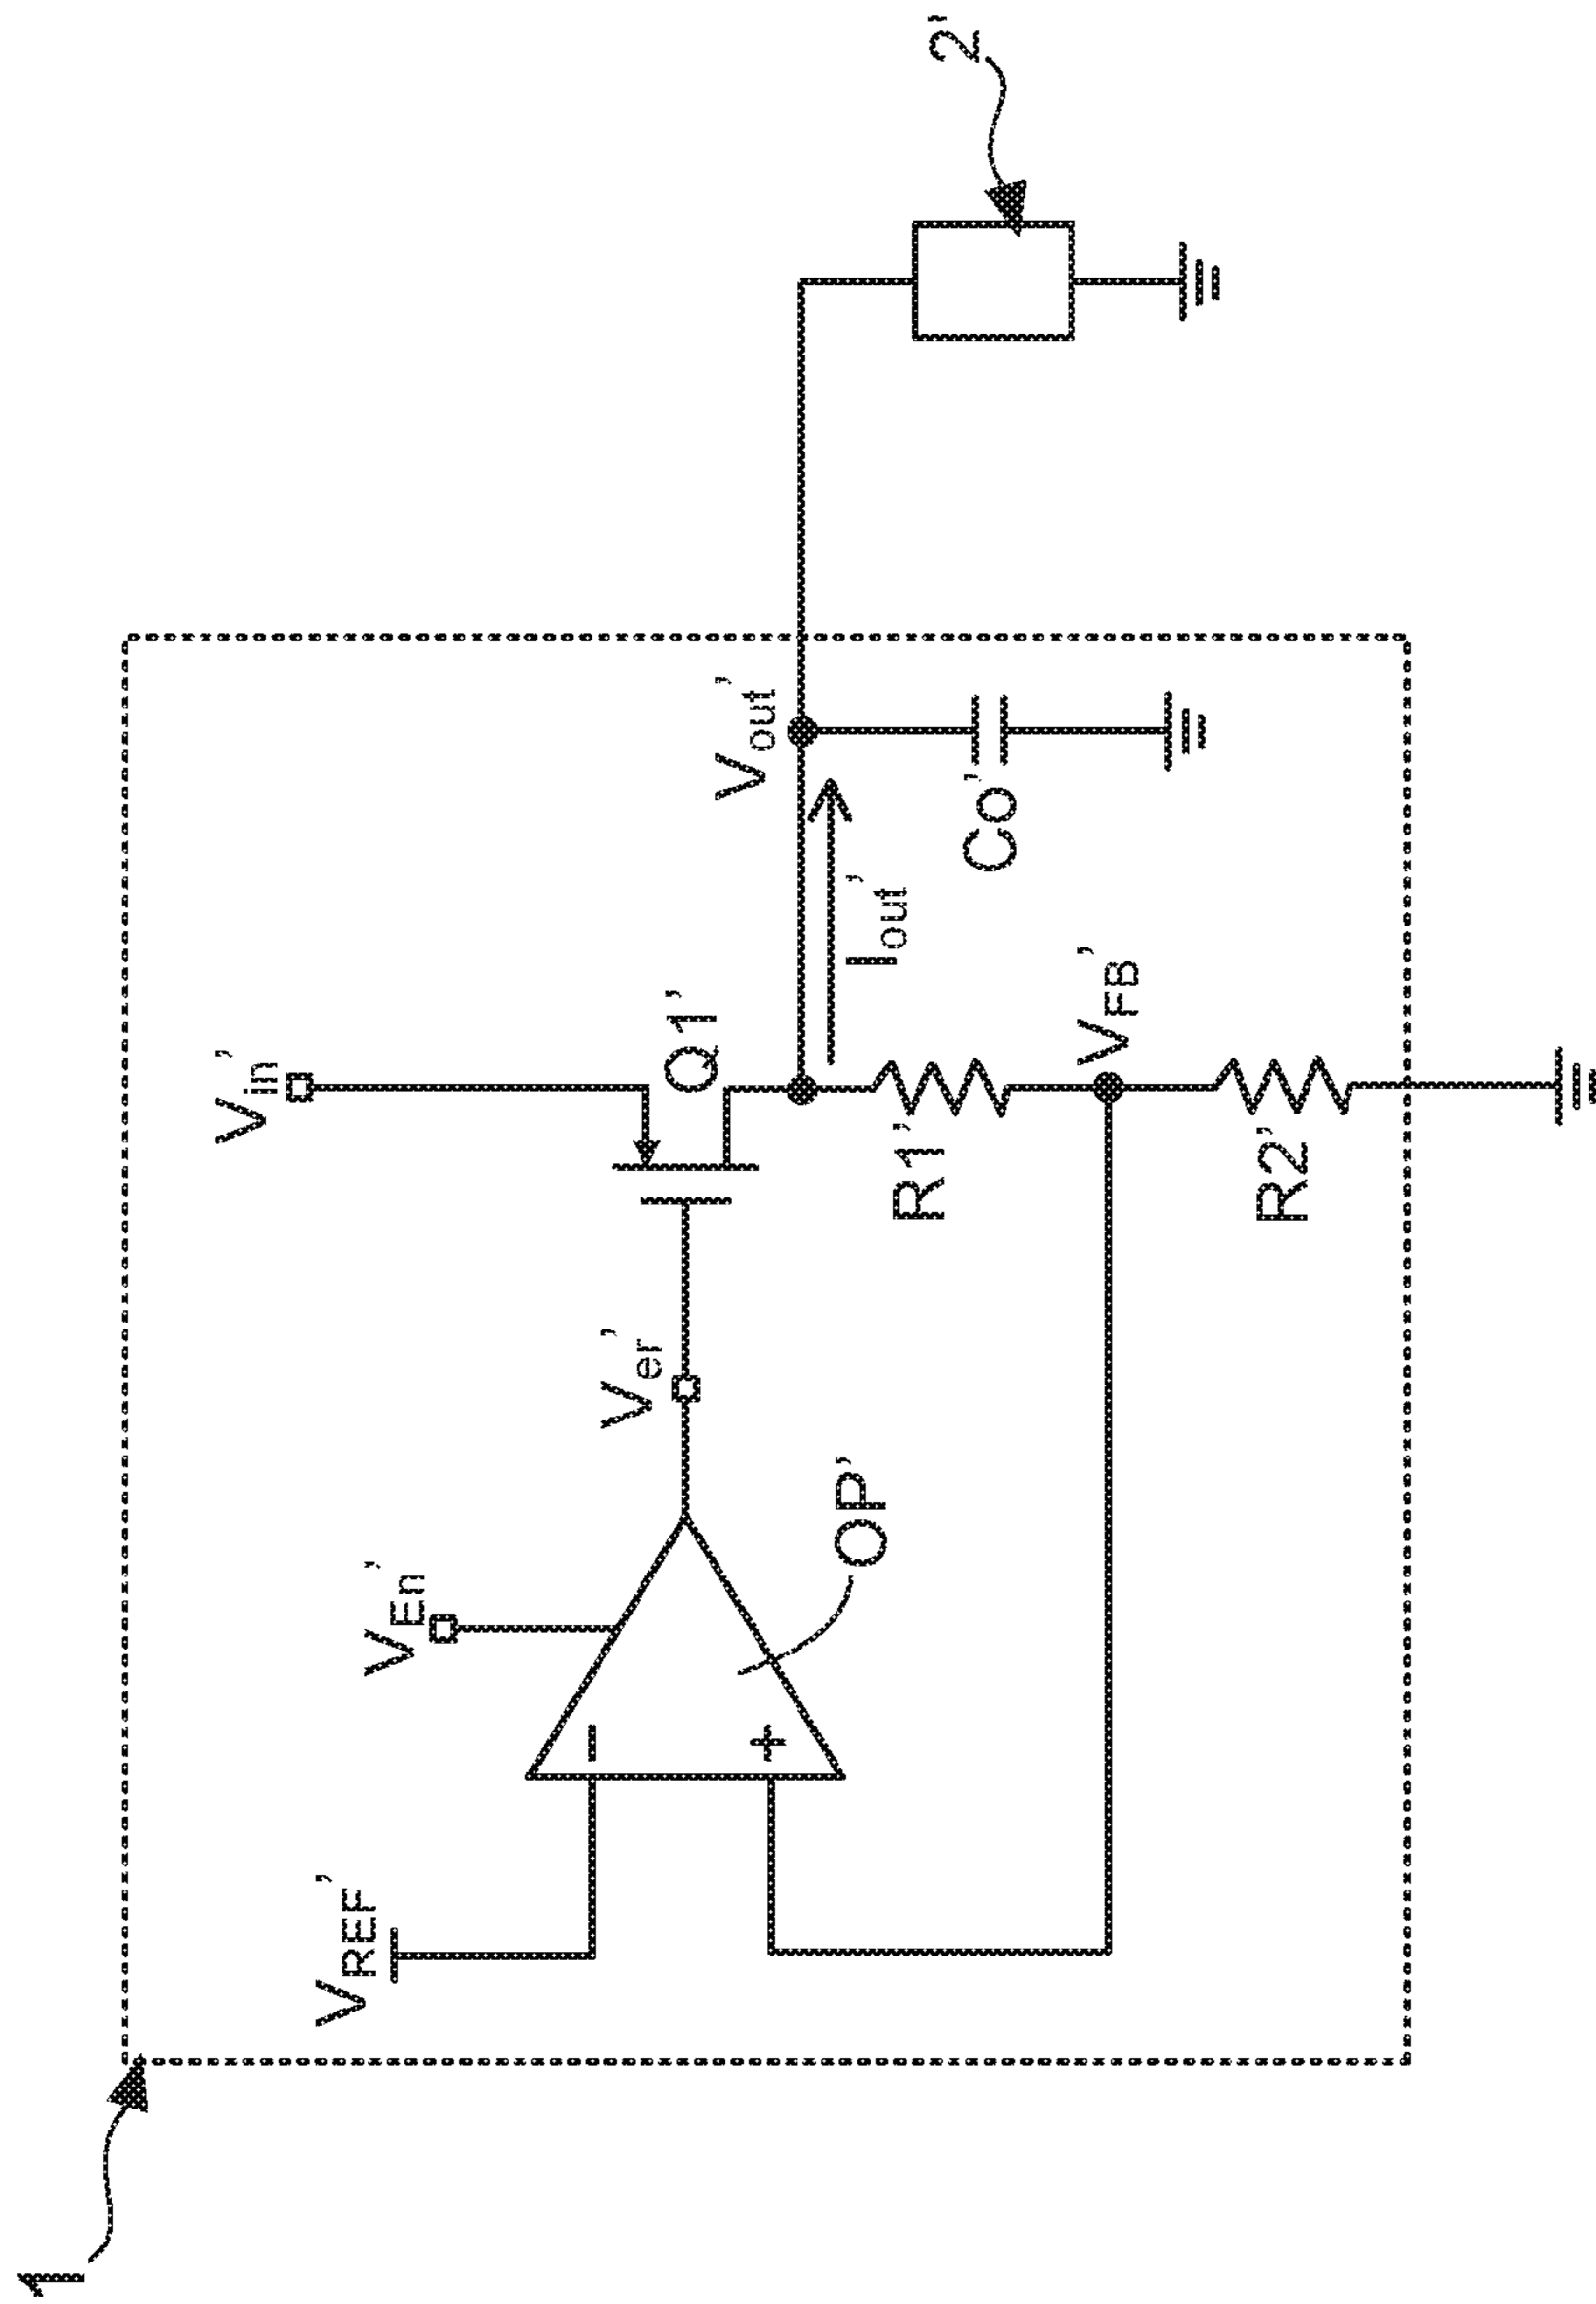 1
V_REF'
V_En'
V_in'
V_er'
Q1'
V_out'
2'
−
+
OP'
I_out'
R1'
Co'
V_FB'
R2'